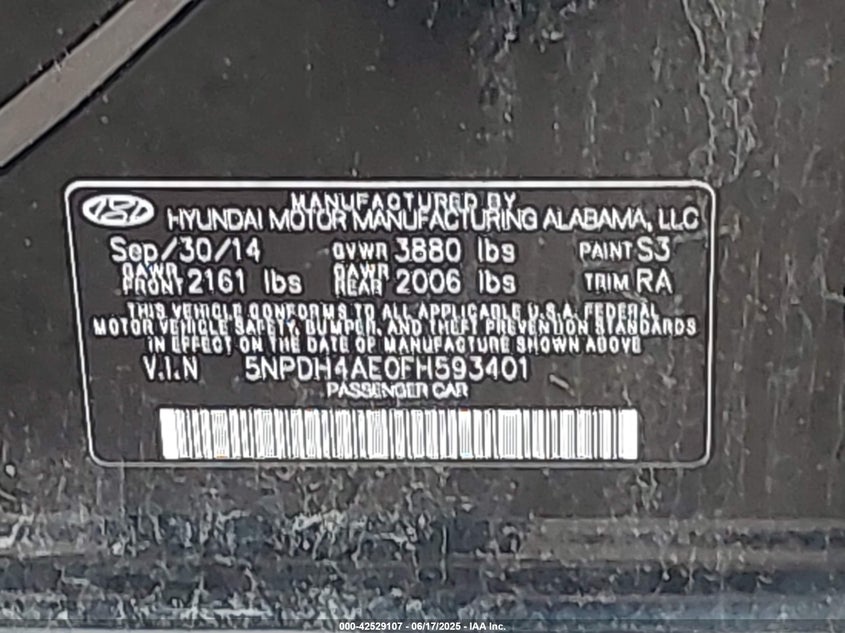 MANUFACTURED BY
HYUNDAI MOTOR MANUFACTURING ALABAMA, LLC
Sep/30/14 GVWR 3880 lbs PAINT S3
GAWR FRONT 2161 lbs GAWR REAR 2006 lbs TRIM RA
THIS VEHICLE CONFORMS TO ALL APPLICABLE U.S.A. FEDERAL
MOTOR VEHICLE SAFETY, BUMPER, AND THEFT PREVENTION STANDARDS
IN EFFECT ON THE DATE OF MANUFACTURE SHOWN ABOVE
V.I.N 5NPDH4AE0FH593401
PASSENGER CAR
000-42529107 - 06/17/2025 - IAA Inc.